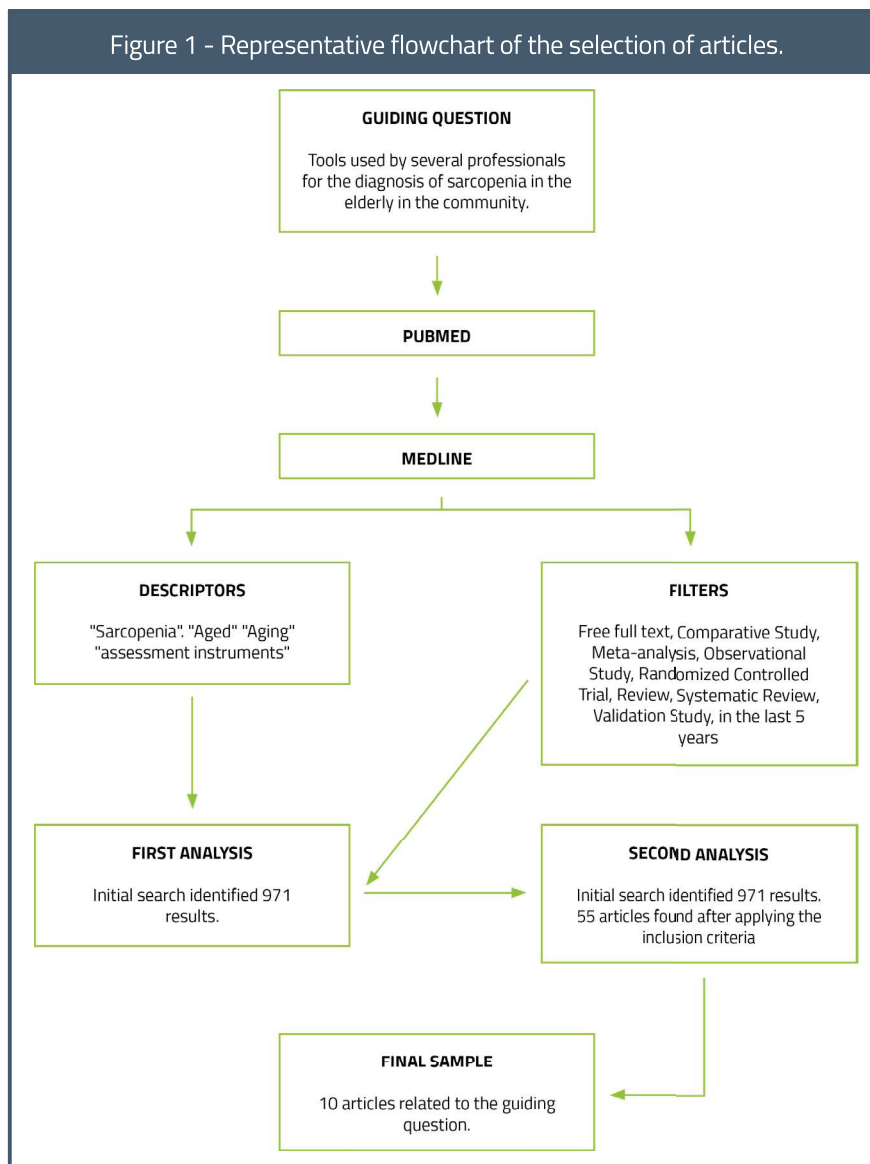 Figure 1 - Representative flowchart of the selection of articles.
GUIDING QUESTION
Tools used by several professionals
for the diagnosis of sarcopenia in the
elderly in the community.
PUBMED
MEDLINE
DESCRIPTORS
"Sarcopenia". "Aged" "Aging"
"assessment instruments"
FILTERS
Free full text, Comparative Study,
Meta-analysis, Observational
Study, Randomized Controlled
Trial, Review, Systematic Review,
Validation Study, in the last 5
years
FIRST ANALYSIS
Initial search identified 971
results.
SECOND ANALYSIS
Initial search identified 971 results.
55 articles found after applying the
inclusion criteria
FINAL SAMPLE
10 articles related to the guiding
question.